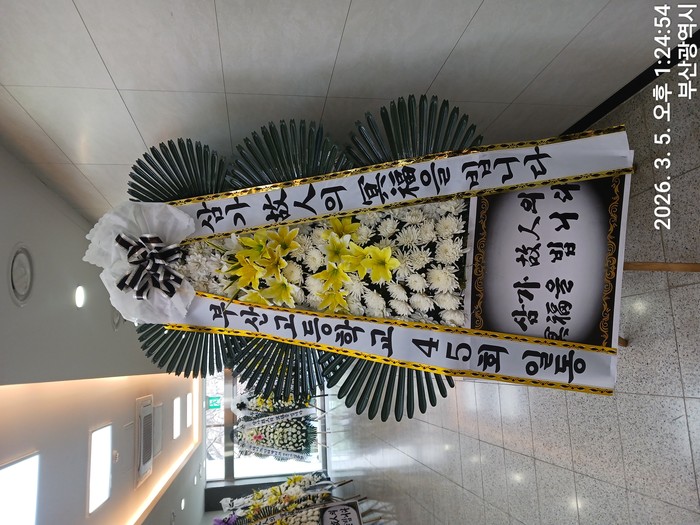 삼가 故人의 冥福을 빕니다
부산고등학교 45회 일동
삼가 故人의
冥福을 빕니다
2026. 3. 5. 오후 1:24:54
부산광역시